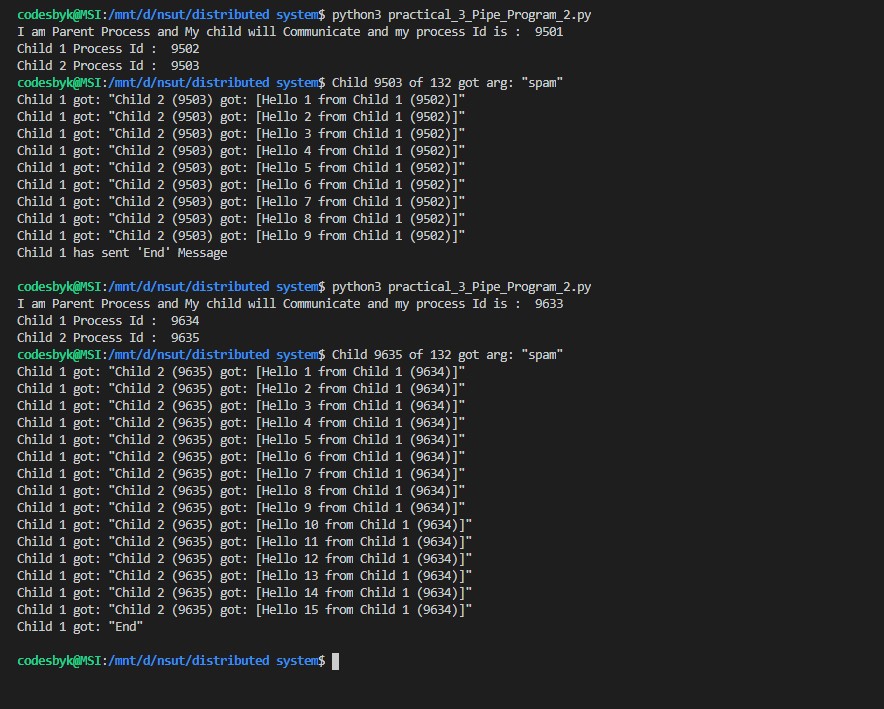 codesbyk@MSI:/mnt/d/nsut/distributed system$ python3 practical_3_Pipe_Program_2.py
I am Parent Process and My child will Communicate and my process Id is :  9501
Child 1 Process Id :  9502
Child 2 Process Id :  9503
codesbyk@MSI:/mnt/d/nsut/distributed system$ Child 9503 of 132 got arg: "spam"
Child 1 got: "Child 2 (9503) got: [Hello 1 from Child 1 (9502)]"
Child 1 got: "Child 2 (9503) got: [Hello 2 from Child 1 (9502)]"
Child 1 got: "Child 2 (9503) got: [Hello 3 from Child 1 (9502)]"
Child 1 got: "Child 2 (9503) got: [Hello 4 from Child 1 (9502)]"
Child 1 got: "Child 2 (9503) got: [Hello 5 from Child 1 (9502)]"
Child 1 got: "Child 2 (9503) got: [Hello 6 from Child 1 (9502)]"
Child 1 got: "Child 2 (9503) got: [Hello 7 from Child 1 (9502)]"
Child 1 got: "Child 2 (9503) got: [Hello 8 from Child 1 (9502)]"
Child 1 got: "Child 2 (9503) got: [Hello 9 from Child 1 (9502)]"
Child 1 has sent 'End' Message
codesbyk@MSI:/mnt/d/nsut/distributed system$ python3 practical_3_Pipe_Program_2.py
I am Parent Process and My child will Communicate and my process Id is :  9633
Child 1 Process Id :  9634
Child 2 Process Id :  9635
codesbyk@MSI:/mnt/d/nsut/distributed system$ Child 9635 of 132 got arg: "spam"
Child 1 got: "Child 2 (9635) got: [Hello 1 from Child 1 (9634)]"
Child 1 got: "Child 2 (9635) got: [Hello 2 from Child 1 (9634)]"
Child 1 got: "Child 2 (9635) got: [Hello 3 from Child 1 (9634)]"
Child 1 got: "Child 2 (9635) got: [Hello 4 from Child 1 (9634)]"
Child 1 got: "Child 2 (9635) got: [Hello 5 from Child 1 (9634)]"
Child 1 got: "Child 2 (9635) got: [Hello 6 from Child 1 (9634)]"
Child 1 got: "Child 2 (9635) got: [Hello 7 from Child 1 (9634)]"
Child 1 got: "Child 2 (9635) got: [Hello 8 from Child 1 (9634)]"
Child 1 got: "Child 2 (9635) got: [Hello 9 from Child 1 (9634)]"
Child 1 got: "Child 2 (9635) got: [Hello 10 from Child 1 (9634)]"
Child 1 got: "Child 2 (9635) got: [Hello 11 from Child 1 (9634)]"
Child 1 got: "Child 2 (9635) got: [Hello 12 from Child 1 (9634)]"
Child 1 got: "Child 2 (9635) got: [Hello 13 from Child 1 (9634)]"
Child 1 got: "Child 2 (9635) got: [Hello 14 from Child 1 (9634)]"
Child 1 got: "Child 2 (9635) got: [Hello 15 from Child 1 (9634)]"
Child 1 got: "End"
codesbyk@MSI:/mnt/d/nsut/distributed system$